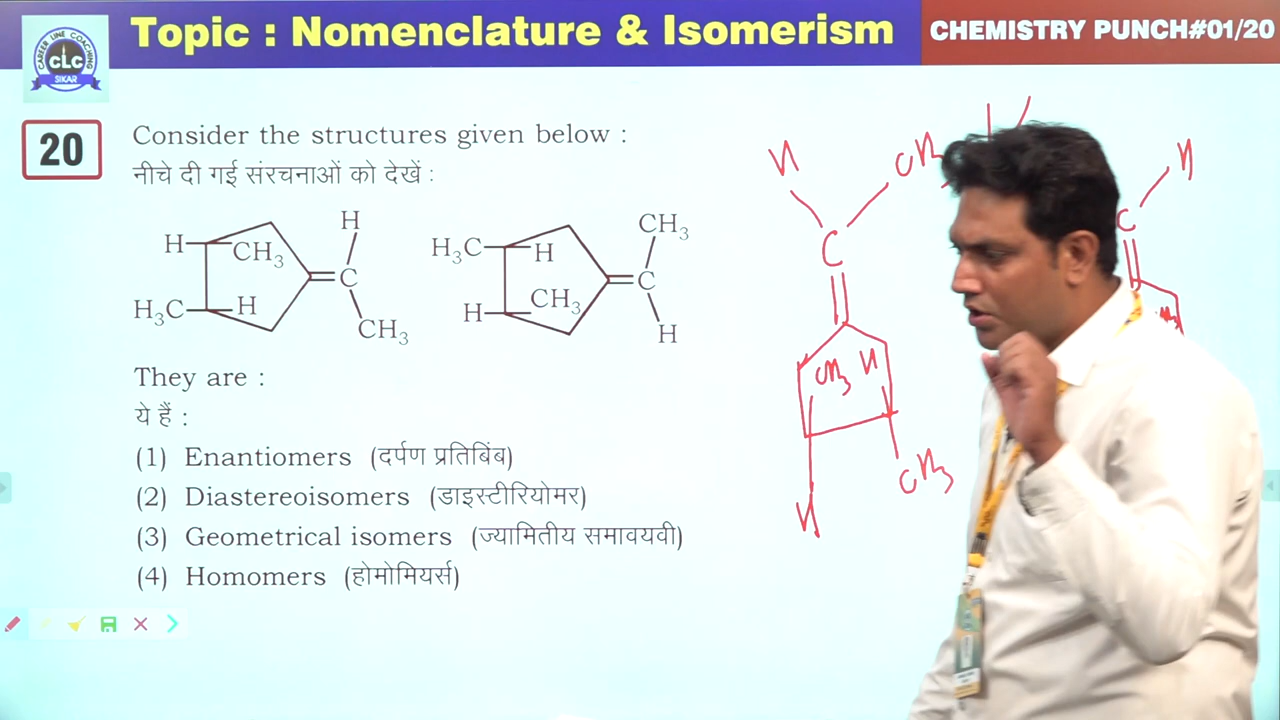 Topic : Nomenclature & Isomerism
CHEMISTRY PUNCH#01/20
CAREER LINE COACHING
CLC
SIKAR
20
Consider the structures given below :
नीचे दी गई संरचनाओं को देखें :
H CH3 H3C H H C CH3
H3C H H CH3 CH3 C H
They are :
ये हैं :
(1) Enantiomers (दर्पण प्रतिबिंब)
(2) Diastereoisomers (डाइस्टीरियोमर)
(3) Geometrical isomers (ज्यामितीय समावयवी)
(4) Homomers (होमोमियर्स)
H CH3
C
CH3 H
H CH3
H
C